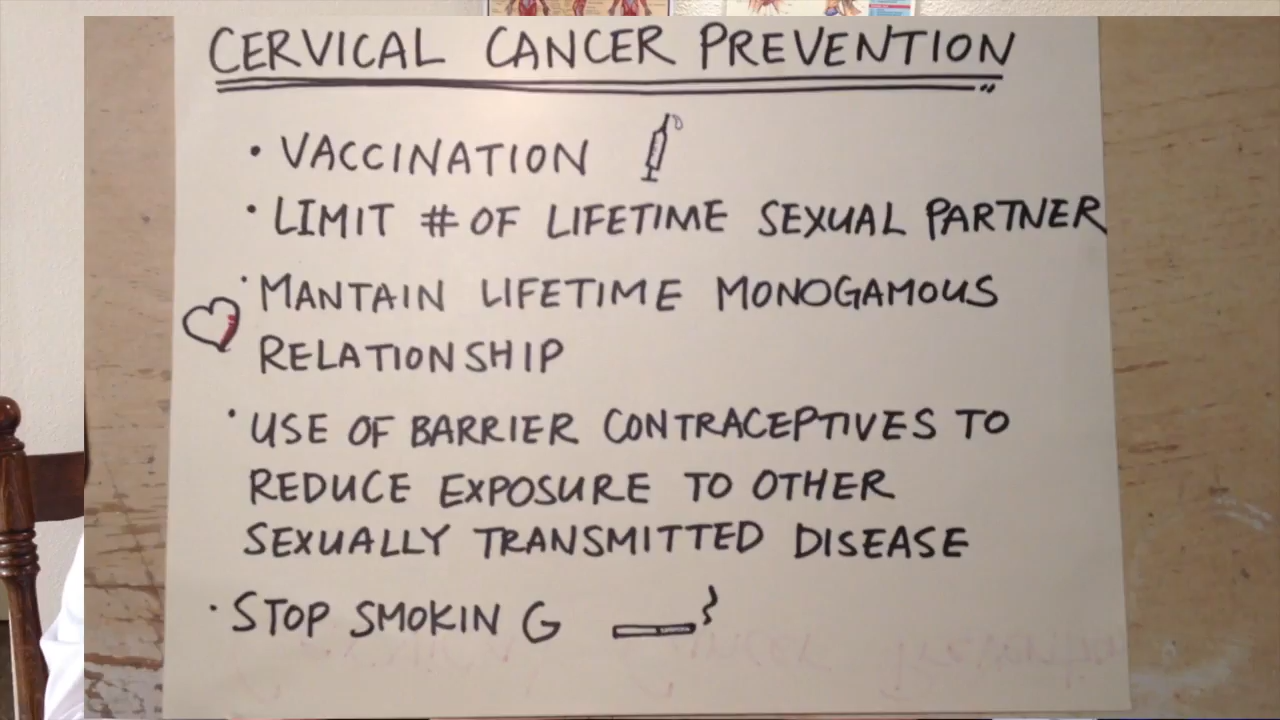 CERVICAL CANCER PREVENTION
• VACCINATION
• LIMIT # OF LIFETIME SEXUAL PARTNER
• MANTAIN LIFETIME MONOGAMOUS
RELATIONSHIP
• USE OF BARRIER CONTRACEPTIVES TO
REDUCE EXPOSURE TO OTHER
SEXUALLY TRANSMITTED DISEASE
• STOP SMOKING